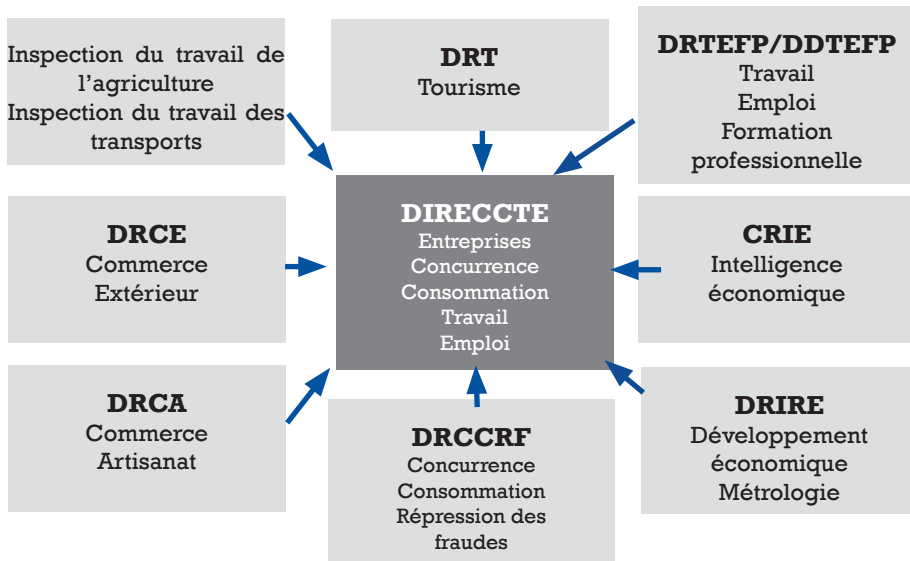 Inspection du travail de
l'agriculture
Inspection du travail des
transports
DRT
Tourisme
DRTEFP/DDTEFP
Travail
Emploi
Formation
professionnelle
DRCE
Commerce
Extérieur
DIRECCTE
Entreprises
Concurrence
Consommation
Travail
Emploi
CRIE
Intelligence
économique
DRCA
Commerce
Artisanat
DRCCRF
Concurrence
Consommation
Répression des
fraudes
DRIRE
Développement
économique
Métrologie